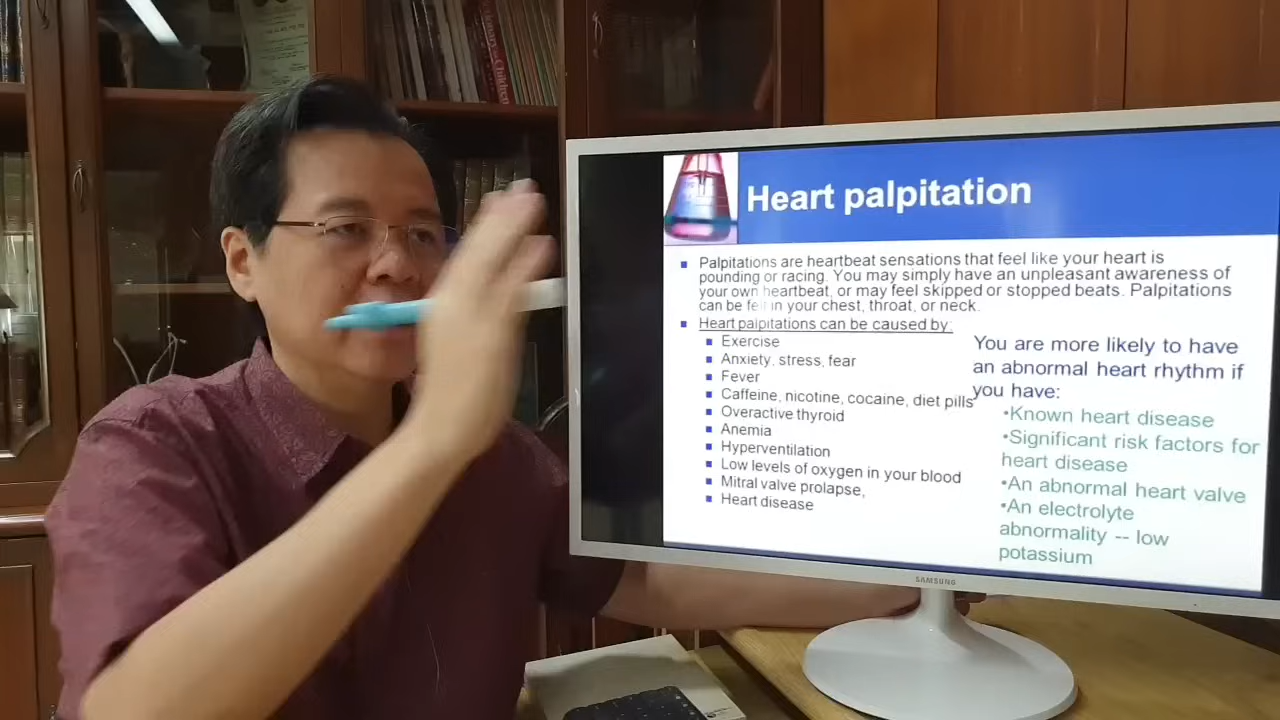 Heart palpitation
Palpitations are heartbeat sensations that feel like your heart is
pounding or racing. You may simply have an unpleasant awareness of
your own heartbeat, or may feel skipped or stopped beats. Palpitations
can be felt in your chest, throat, or neck.
Heart palpitations can be caused by:
Exercise
Anxiety, stress, fear
Fever
Caffeine, nicotine, cocaine, diet pills
Overactive thyroid
Anemia
Hyperventilation
Low levels of oxygen in your blood
Mitral valve prolapse,
Heart disease
You are more likely to have
an abnormal heart rhythm if
you have:
•Known heart disease
•Significant risk factors for
heart disease
•An abnormal heart valve
•An electrolyte
abnormality -- low
potassium
SAMSUNG